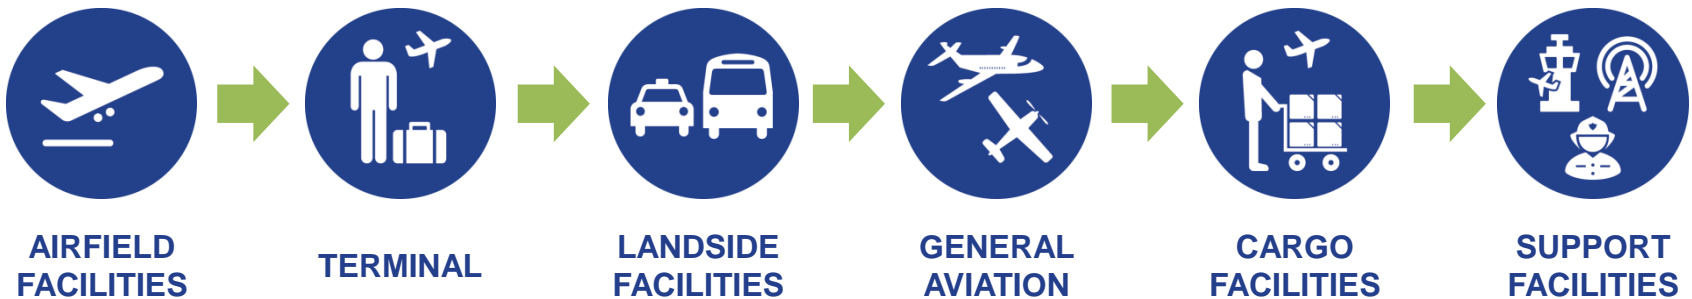 AIRFIELD
FACILITIES
TERMINAL
LANDSIDE
FACILITIES
GENERAL
AVIATION
CARGO
FACILITIES
SUPPORT
FACILITIES